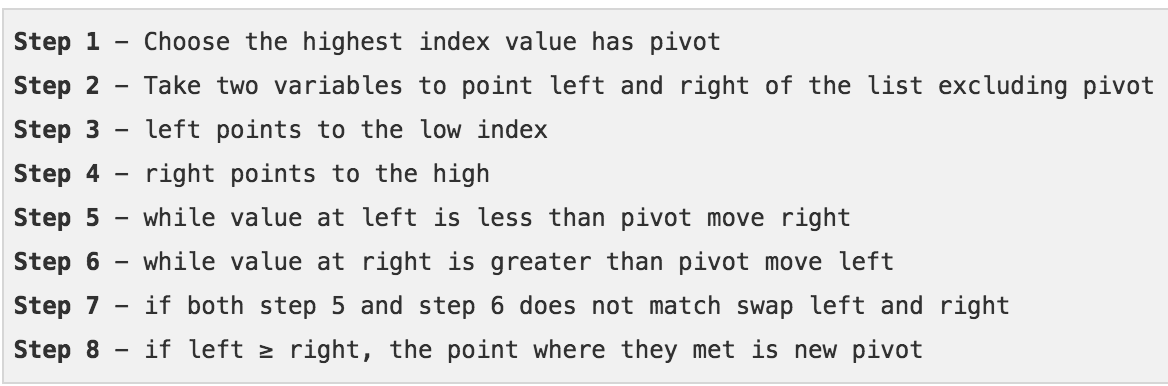 Step 1 − Choose the highest index value has pivot
Step 2 − Take two variables to point left and right of the list excluding pivot
Step 3 − left points to the low index
Step 4 − right points to the high
Step 5 − while value at left is less than pivot move right
Step 6 − while value at right is greater than pivot move left
Step 7 − if both step 5 and step 6 does not match swap left and right
Step 8 − if left ≥ right, the point where they met is new pivot